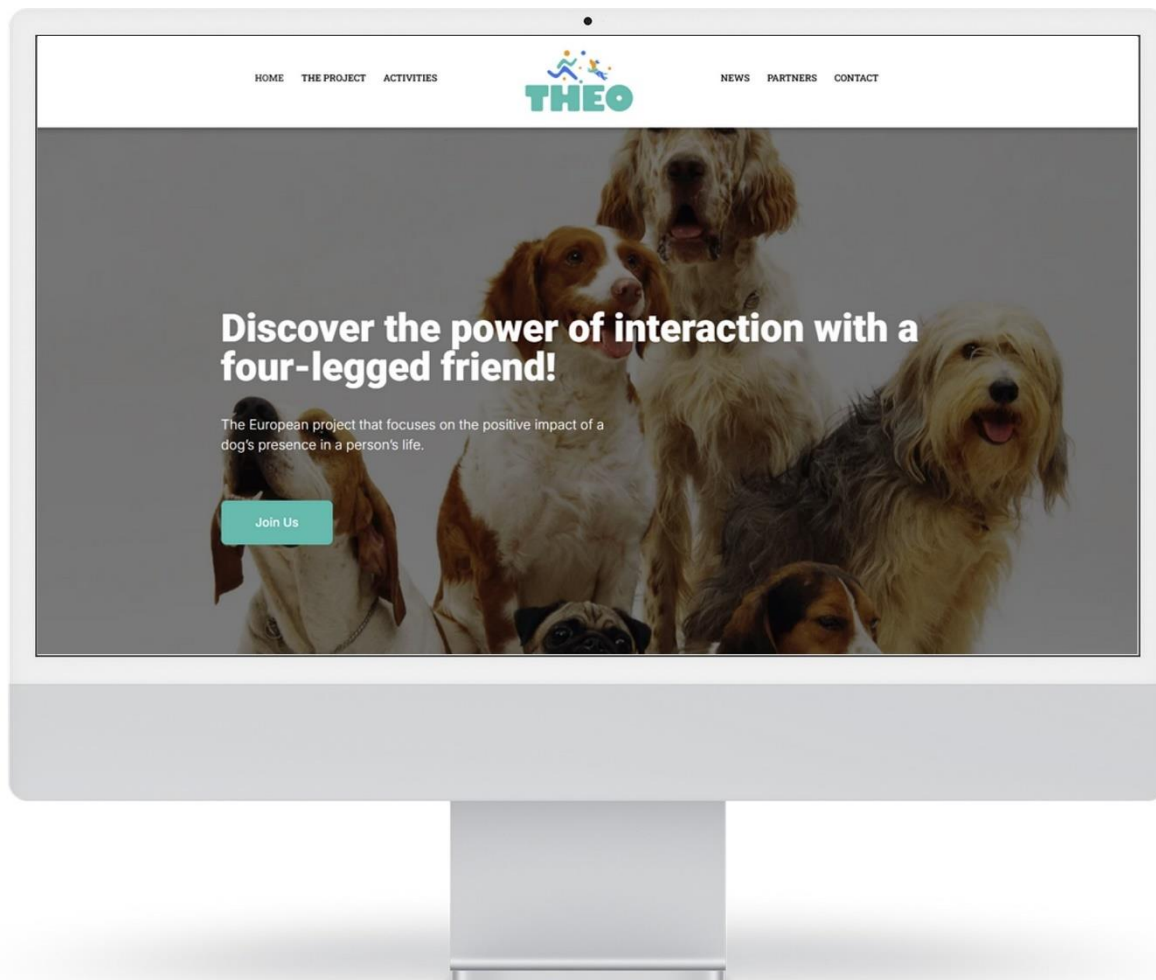 HOME THE PROJECT ACTIVITIES
THEO
NEWS PARTNERS CONTACT
Discover the power of interaction with a
four-legged friend!
The European project that focuses on the positive impact of a
dog’s presence in a person’s life.
Join Us